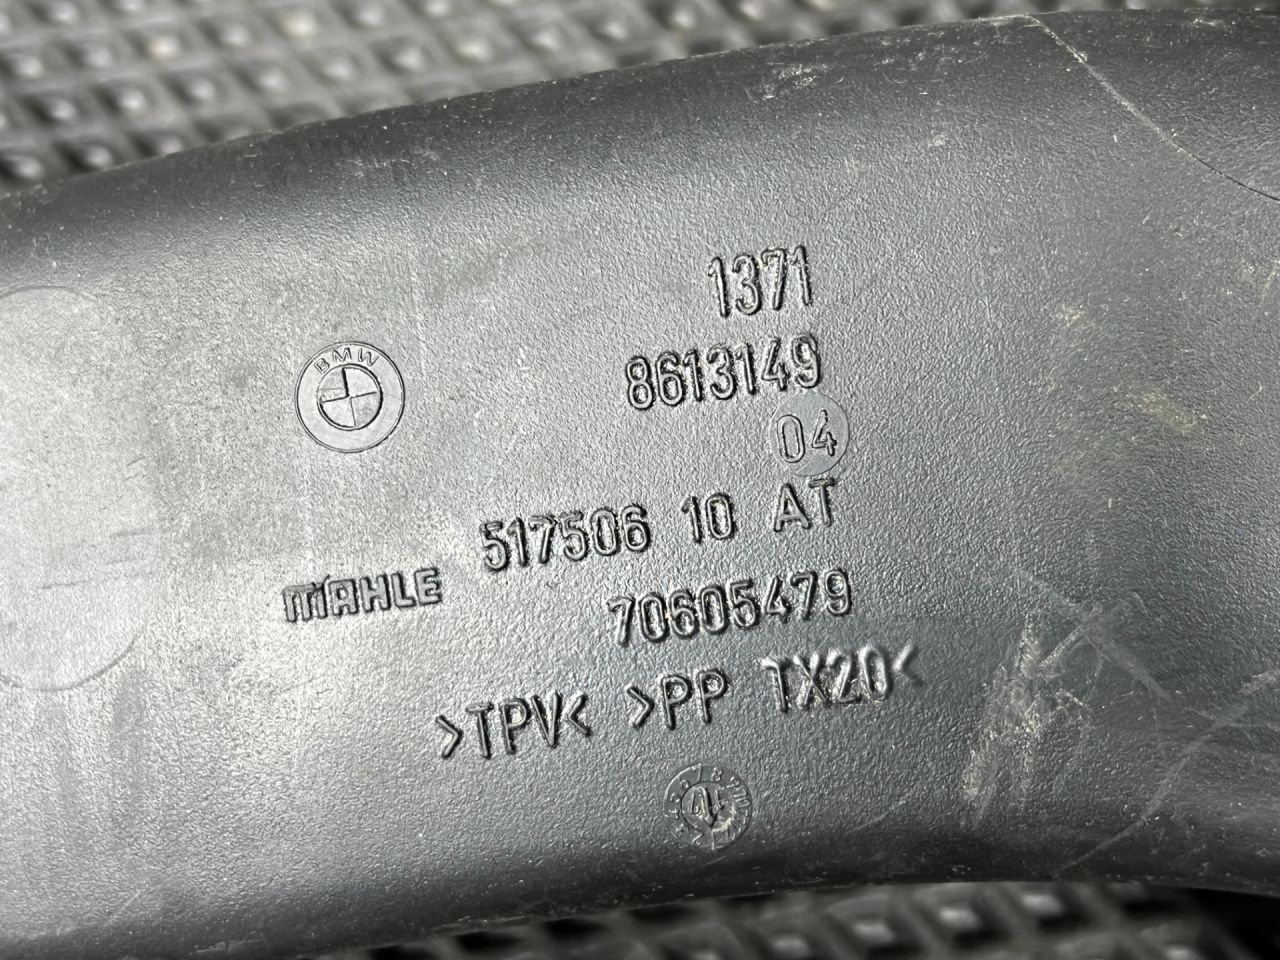 1371
8613149
BMW
04
517506 10 AT
MAHLE
70605479
>TPV< >PP TX20<